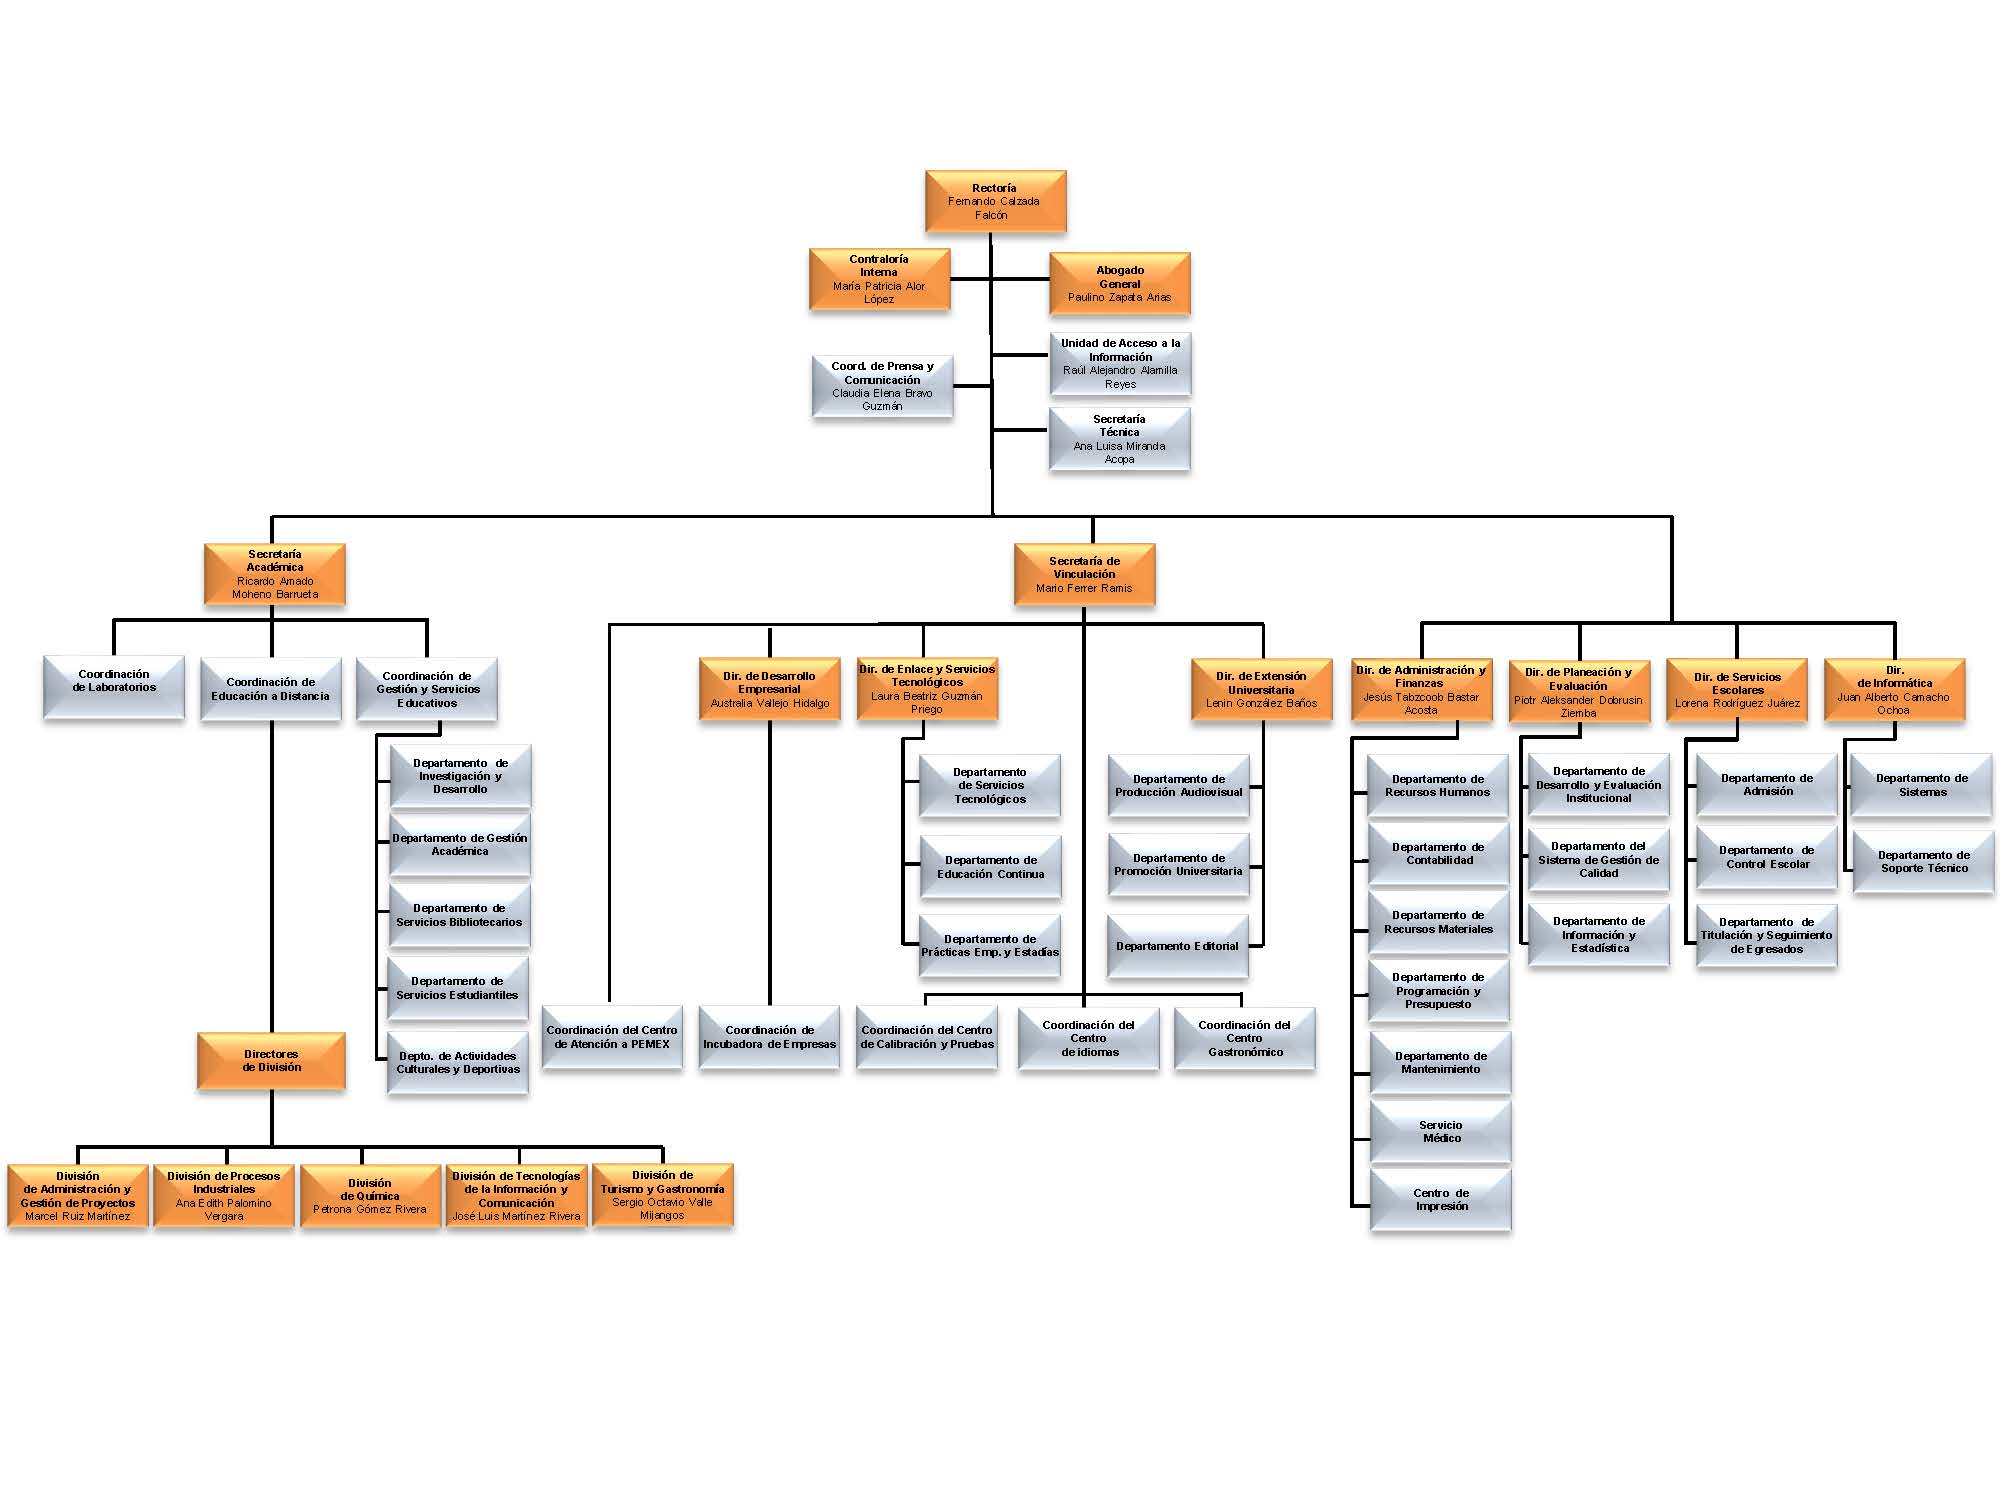 Rectoría
Fernando Calzada
Falcón
Contraloría
Interna
María Patricia Alor
López
Abogado
General
Paulino Zapata Arias
Unidad de Acceso a la
Información
Raúl Alejandro Alamilla
Reyes
Coord. de Prensa y
Comunicación
Claudia Elena Bravo
Guzmán
Secretaría
Técnica
Ana Luisa Miranda
Acopa
Secretaría
Académica
Ricardo Amado
Moheno Barrueta
Secretaría de
Vinculación
Mario Ferrer Ramis
Coordinación
de Laboratorios
Coordinación de
Educación a Distancia
Coordinación de
Gestión y Servicios
Educativos
Dir. de Desarrollo
Empresarial
Australia Vallejo Hidalgo
Dir. de Enlace y Servicios
Tecnológicos
Laura Beatriz Guzmán
Priego
Dir. de Extensión
Universitaria
Lenin González Baños
Dir. de Administración y
Finanzas
Jesús Tabzcoob Bastar
Acosta
Dir. de Planeación y
Evaluación
Piotr Aleksander Dobrusin
Ziemba
Dir. de Servicios
Escolares
Lorena Rodríguez Juárez
Dir.
de Informática
Juan Alberto Camacho
Ochoa
Departamento de
Investigación y
Desarrollo
Departamento de Gestión
Académica
Departamento de
Servicios Bibliotecarios
Departamento de
Servicios Estudiantiles
Depto. de Actividades
Culturales y Deportivas
Departamento
de Servicios
Tecnológicos
Departamento de
Educación Continua
Departamento de
Prácticas Emp. y Estadías
Departamento de
Producción Audiovisual
Departamento de
Promoción Universitaria
Departamento Editorial
Departamento de
Recursos Humanos
Departamento de
Contabilidad
Departamento de
Recursos Materiales
Departamento de
Programación y
Presupuesto
Departamento de
Mantenimiento
Servicio
Médico
Centro de
Impresión
Departamento de
Desarrollo y Evaluación
Institucional
Departamento del
Sistema de Gestión de
Calidad
Departamento de
Información y
Estadística
Departamento de
Admisión
Departamento de
Control Escolar
Departamento de
Titulación y Seguimiento
de Egresados
Departamento de
Sistemas
Departamento de
Soporte Técnico
Coordinación del Centro
de Atención a PEMEX
Coordinación de
Incubadora de Empresas
Coordinación del Centro
de Calibración y Pruebas
Coordinación del
Centro
de idiomas
Coordinación del
Centro
Gastronómico
Directores
de División
División
de Administración y
Gestión de Proyectos
Marcel Ruiz Martínez
División de Procesos
Industriales
Ana Edith Palomino
Vergara
División
de Química
Petrona Gómez Rivera
División de Tecnologías
de la Información y
Comunicación
José Luis Martínez Rivera
División de
Turismo y Gastronomía
Sergio Octavio Valle
Mijangos